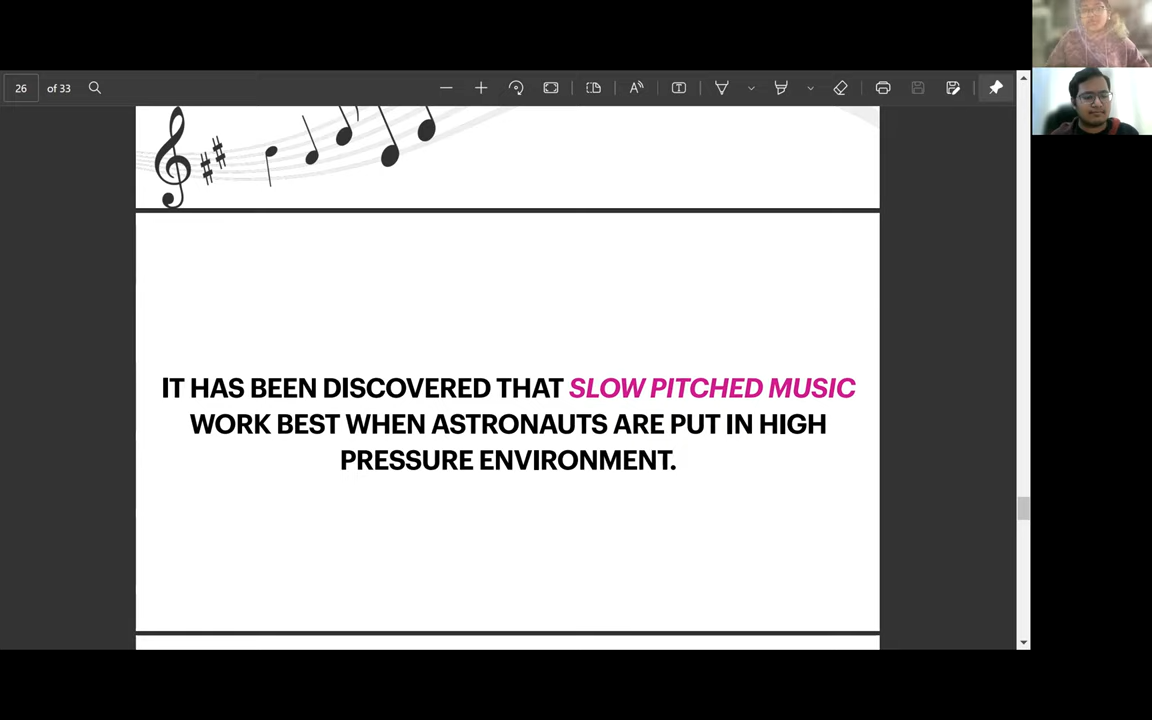 26 of 33
IT HAS BEEN DISCOVERED THAT SLOW PITCHED MUSIC
WORK BEST WHEN ASTRONAUTS ARE PUT IN HIGH
PRESSURE ENVIRONMENT.